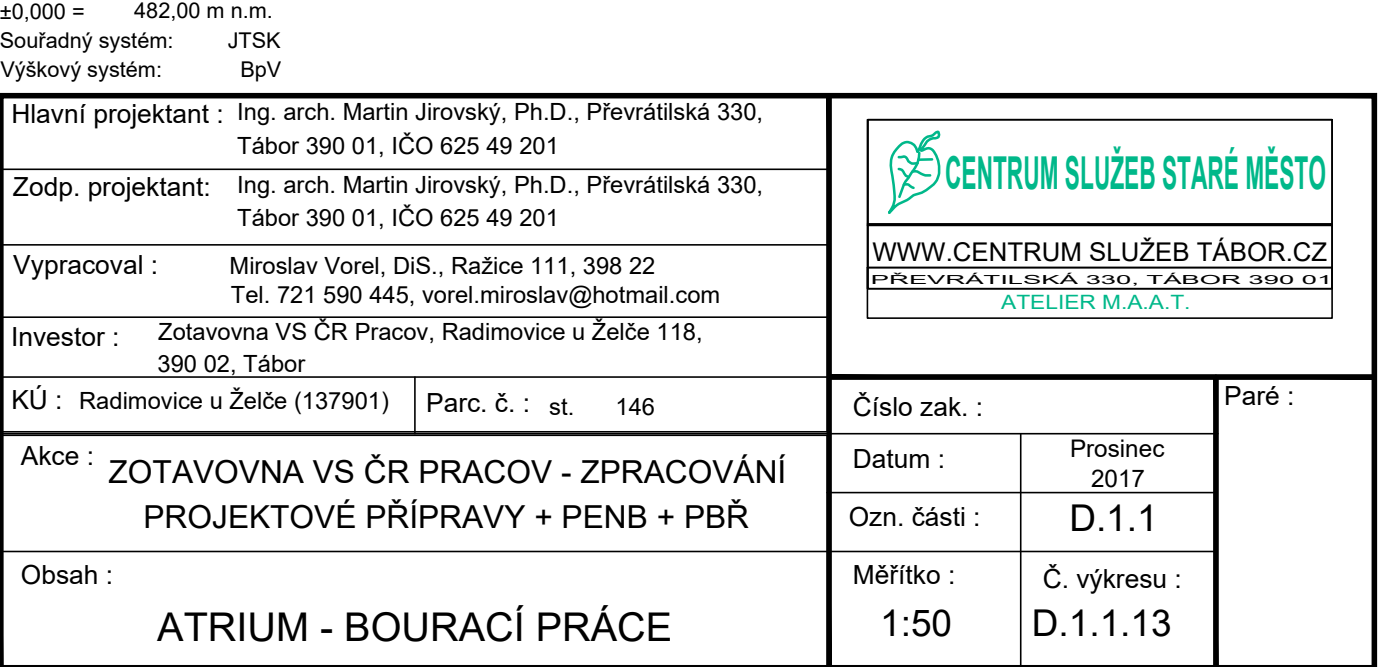 ±0,000 = 482,00 m n.m.
Souřadný systém: JTSK
Výškový systém: BpV
Hlavní projektant : Ing. arch. Martin Jirovský, Ph.D., Převrátilská 330,
Tábor 390 01, IČO 625 49 201
Zodp. projektant: Ing. arch. Martin Jirovský, Ph.D., Převrátilská 330,
Tábor 390 01, IČO 625 49 201
Vypracoval : Miroslav Vorel, DiS., Ražice 111, 398 22
Tel. 721 590 445, vorel.miroslav@hotmail.com
Investor : Zotavovna VS ČR Pracov, Radimovice u Želče 118,
390 02, Tábor
KÚ : Radimovice u Želče (137901) Parc. č. : st. 146
Akce : ZOTAVOVNA VS ČR PRACOV - ZPRACOVÁNÍ
PROJEKTOVÉ PŘÍPRAVY + PENB + PBŘ
Obsah :
ATRIUM - BOURACÍ PRÁCE
CENTRUM SLUŽEB STARÉ MĚSTO
WWW.CENTRUM SLUŽEB TÁBOR.CZ
PŘEVRÁTILSKÁ 330, TÁBOR 390 01
ATELIER M.A.A.T.
Číslo zak. :
Paré :
Datum : Prosinec
2017
Ozn. části : D.1.1
Měřítko : Č. výkresu :
1:50 D.1.1.13